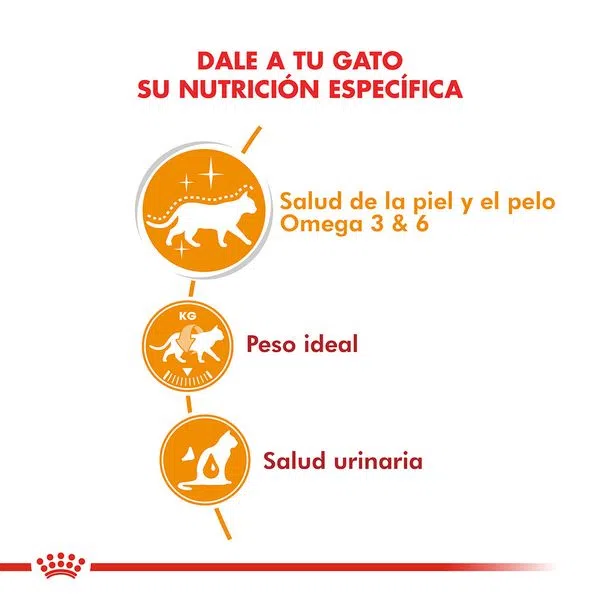 DALE A TU GATO
SU NUTRICIÓN ESPECÍFICA
Salud de la piel y el pelo
Omega 3 & 6
KG
Peso ideal
Salud urinaria